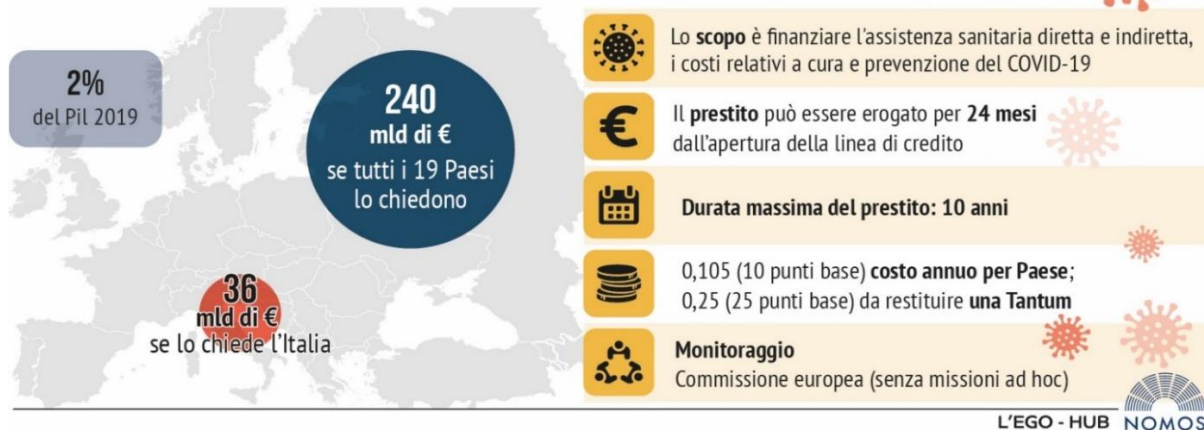 2%
del Pil 2019
240
mld di €
se tutti i 19 Paesi
lo chiedono
36
mld di €
se lo chiede l'Italia
Lo scopo è finanziare l'assistenza sanitaria diretta e indiretta,
i costi relativi a cura e prevenzione del COVID-19
€
Il prestito può essere erogato per 24 mesi
dall'apertura della linea di credito
Durata massima del prestito: 10 anni
0,105 (10 punti base) costo annuo per Paese;
0,25 (25 punti base) da restituire una Tantum
Monitoraggio
Commissione europea (senza missioni ad hoc)
L'EGO - HUB NOMOS